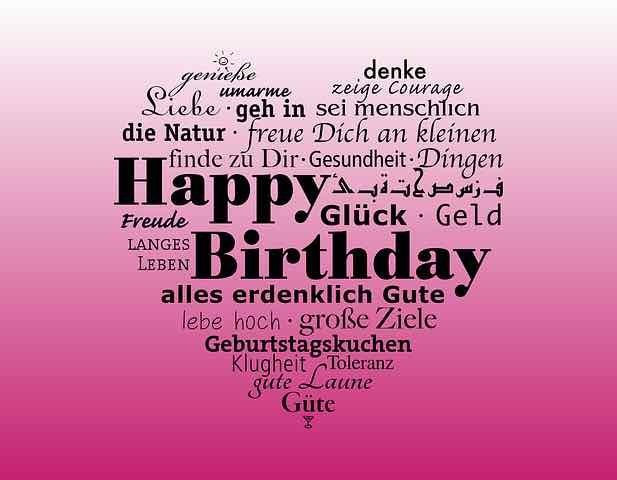 genieße denke
umarme zeige Courage
Liebe · geh in sei menschlich
die Natur · freue Dich an kleinen
finde zu Dir · Gesundheit · Dingen
Happy
Glück · Geld
Freude
LANGES
LEBEN
Birthday
alles erdenklich Gute
lebe hoch · große Ziele
Geburtstagskuchen
Klugheit Toleranz
gute Laune
Güte